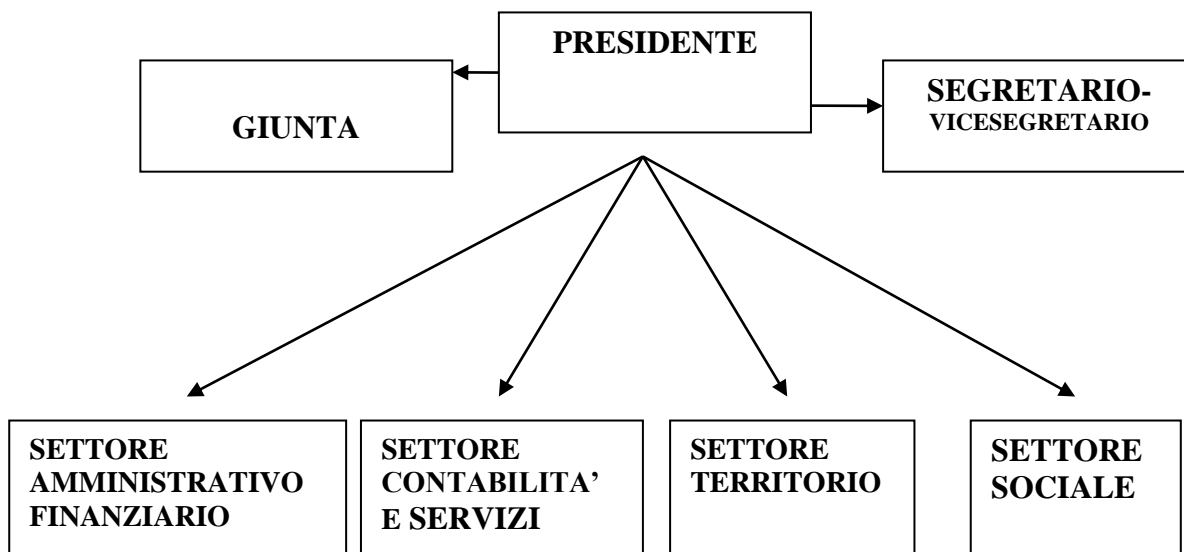 PRESIDENTE
GIUNTA
SEGRETARIO-
VICESEGRETARIO
SETTORE
AMMINISTRATIVO
FINANZIARIO
SETTORE
CONTABILITA’
E SERVIZI
SETTORE
TERRITORIO
SETTORE
SOCIALE